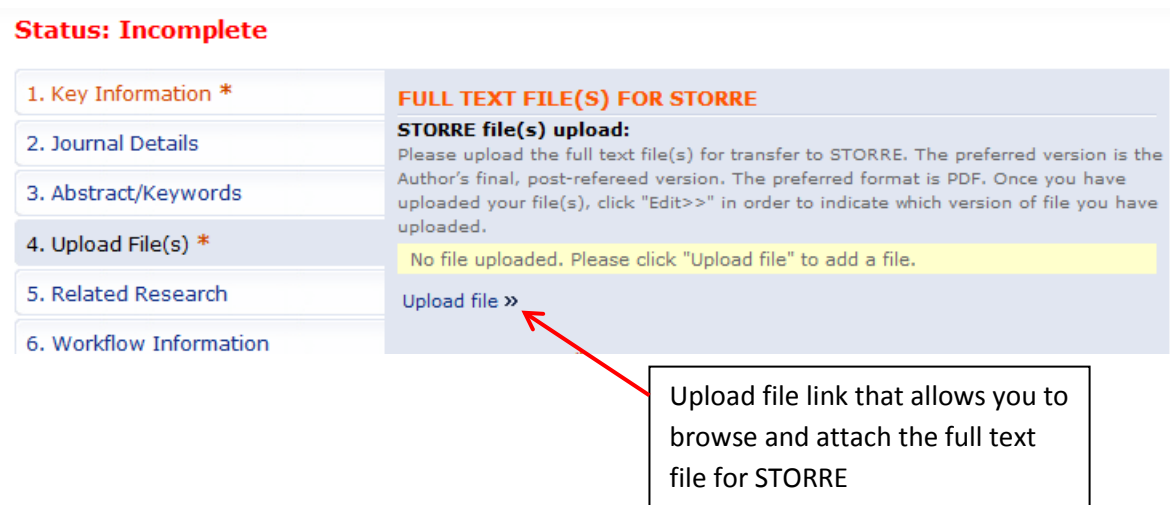 Status: Incomplete
1. Key Information *
2. Journal Details
3. Abstract/Keywords
4. Upload File(s) *
5. Related Research
6. Workflow Information
FULL TEXT FILE(S) FOR STORRE
STORRE file(s) upload:
Please upload the full text file(s) for transfer to STORRE. The preferred version is the
Author's final, post-refereed version. The preferred format is PDF. Once you have
uploaded your file(s), click "Edit>>" in order to indicate which version of file you have
uploaded.
No file uploaded. Please click "Upload file" to add a file.
Upload file »
Upload file link that allows you to
browse and attach the full text
file for STORRE